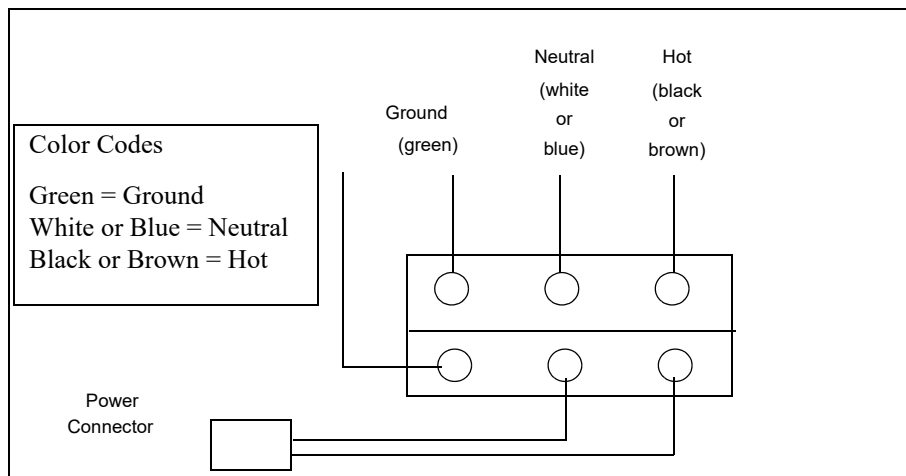 Neutral
(white
or
blue)
Hot
(black
or
brown)
Ground
(green)
Color Codes
Green = Ground
White or Blue = Neutral
Black or Brown = Hot
Power
Connector